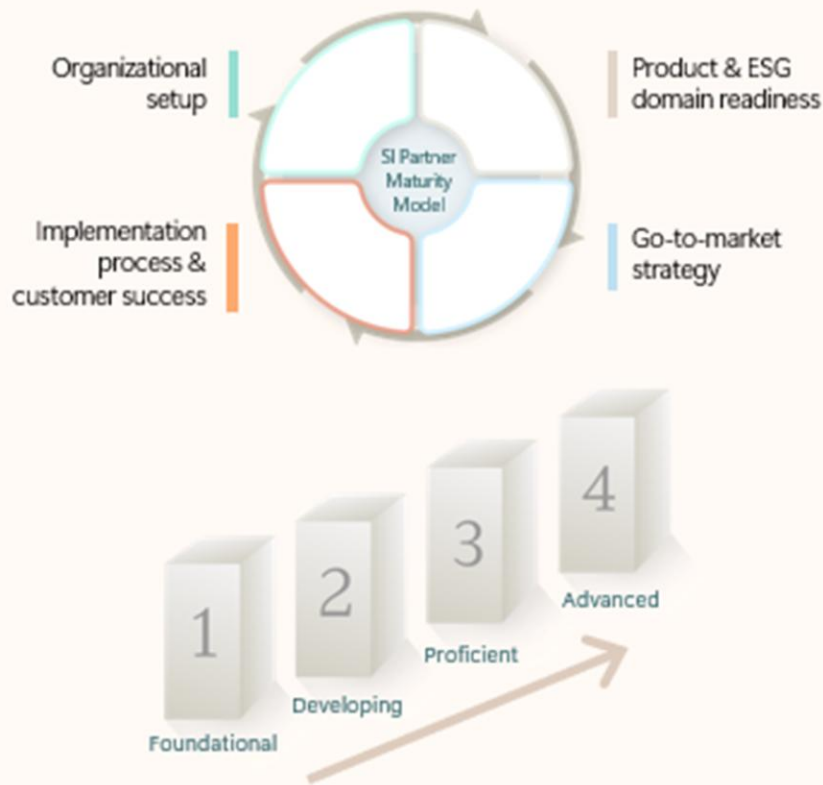 Organizational
setup
Product & ESG
domain readiness
SI Partner
Maturity
Model
Implementation
process &
customer success
Go-to-market
strategy
1
Foundational
2
Developing
3
Proficient
4
Advanced